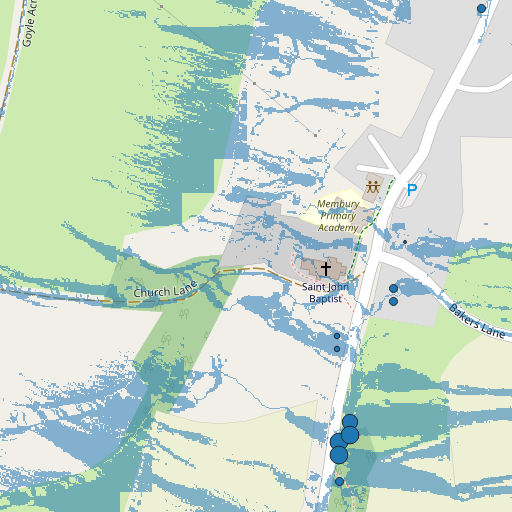 Goyle Acr
P
Membury
Primary
Academy
Church Lane
Saint John
Baptist
Bakers Lane